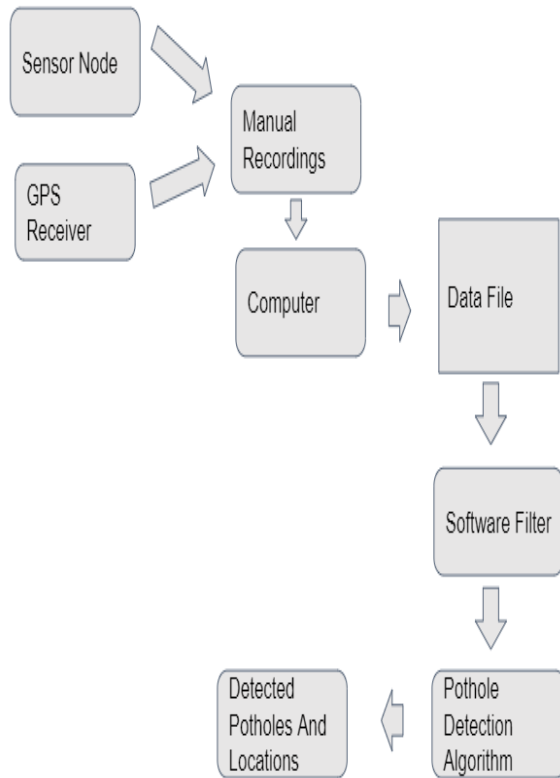 Sensor Node
GPS
Receiver
Manual
Recordings
Computer
Data File
Software Filter
Pothole
Detection
Algorithm
Detected
Potholes And
Locations